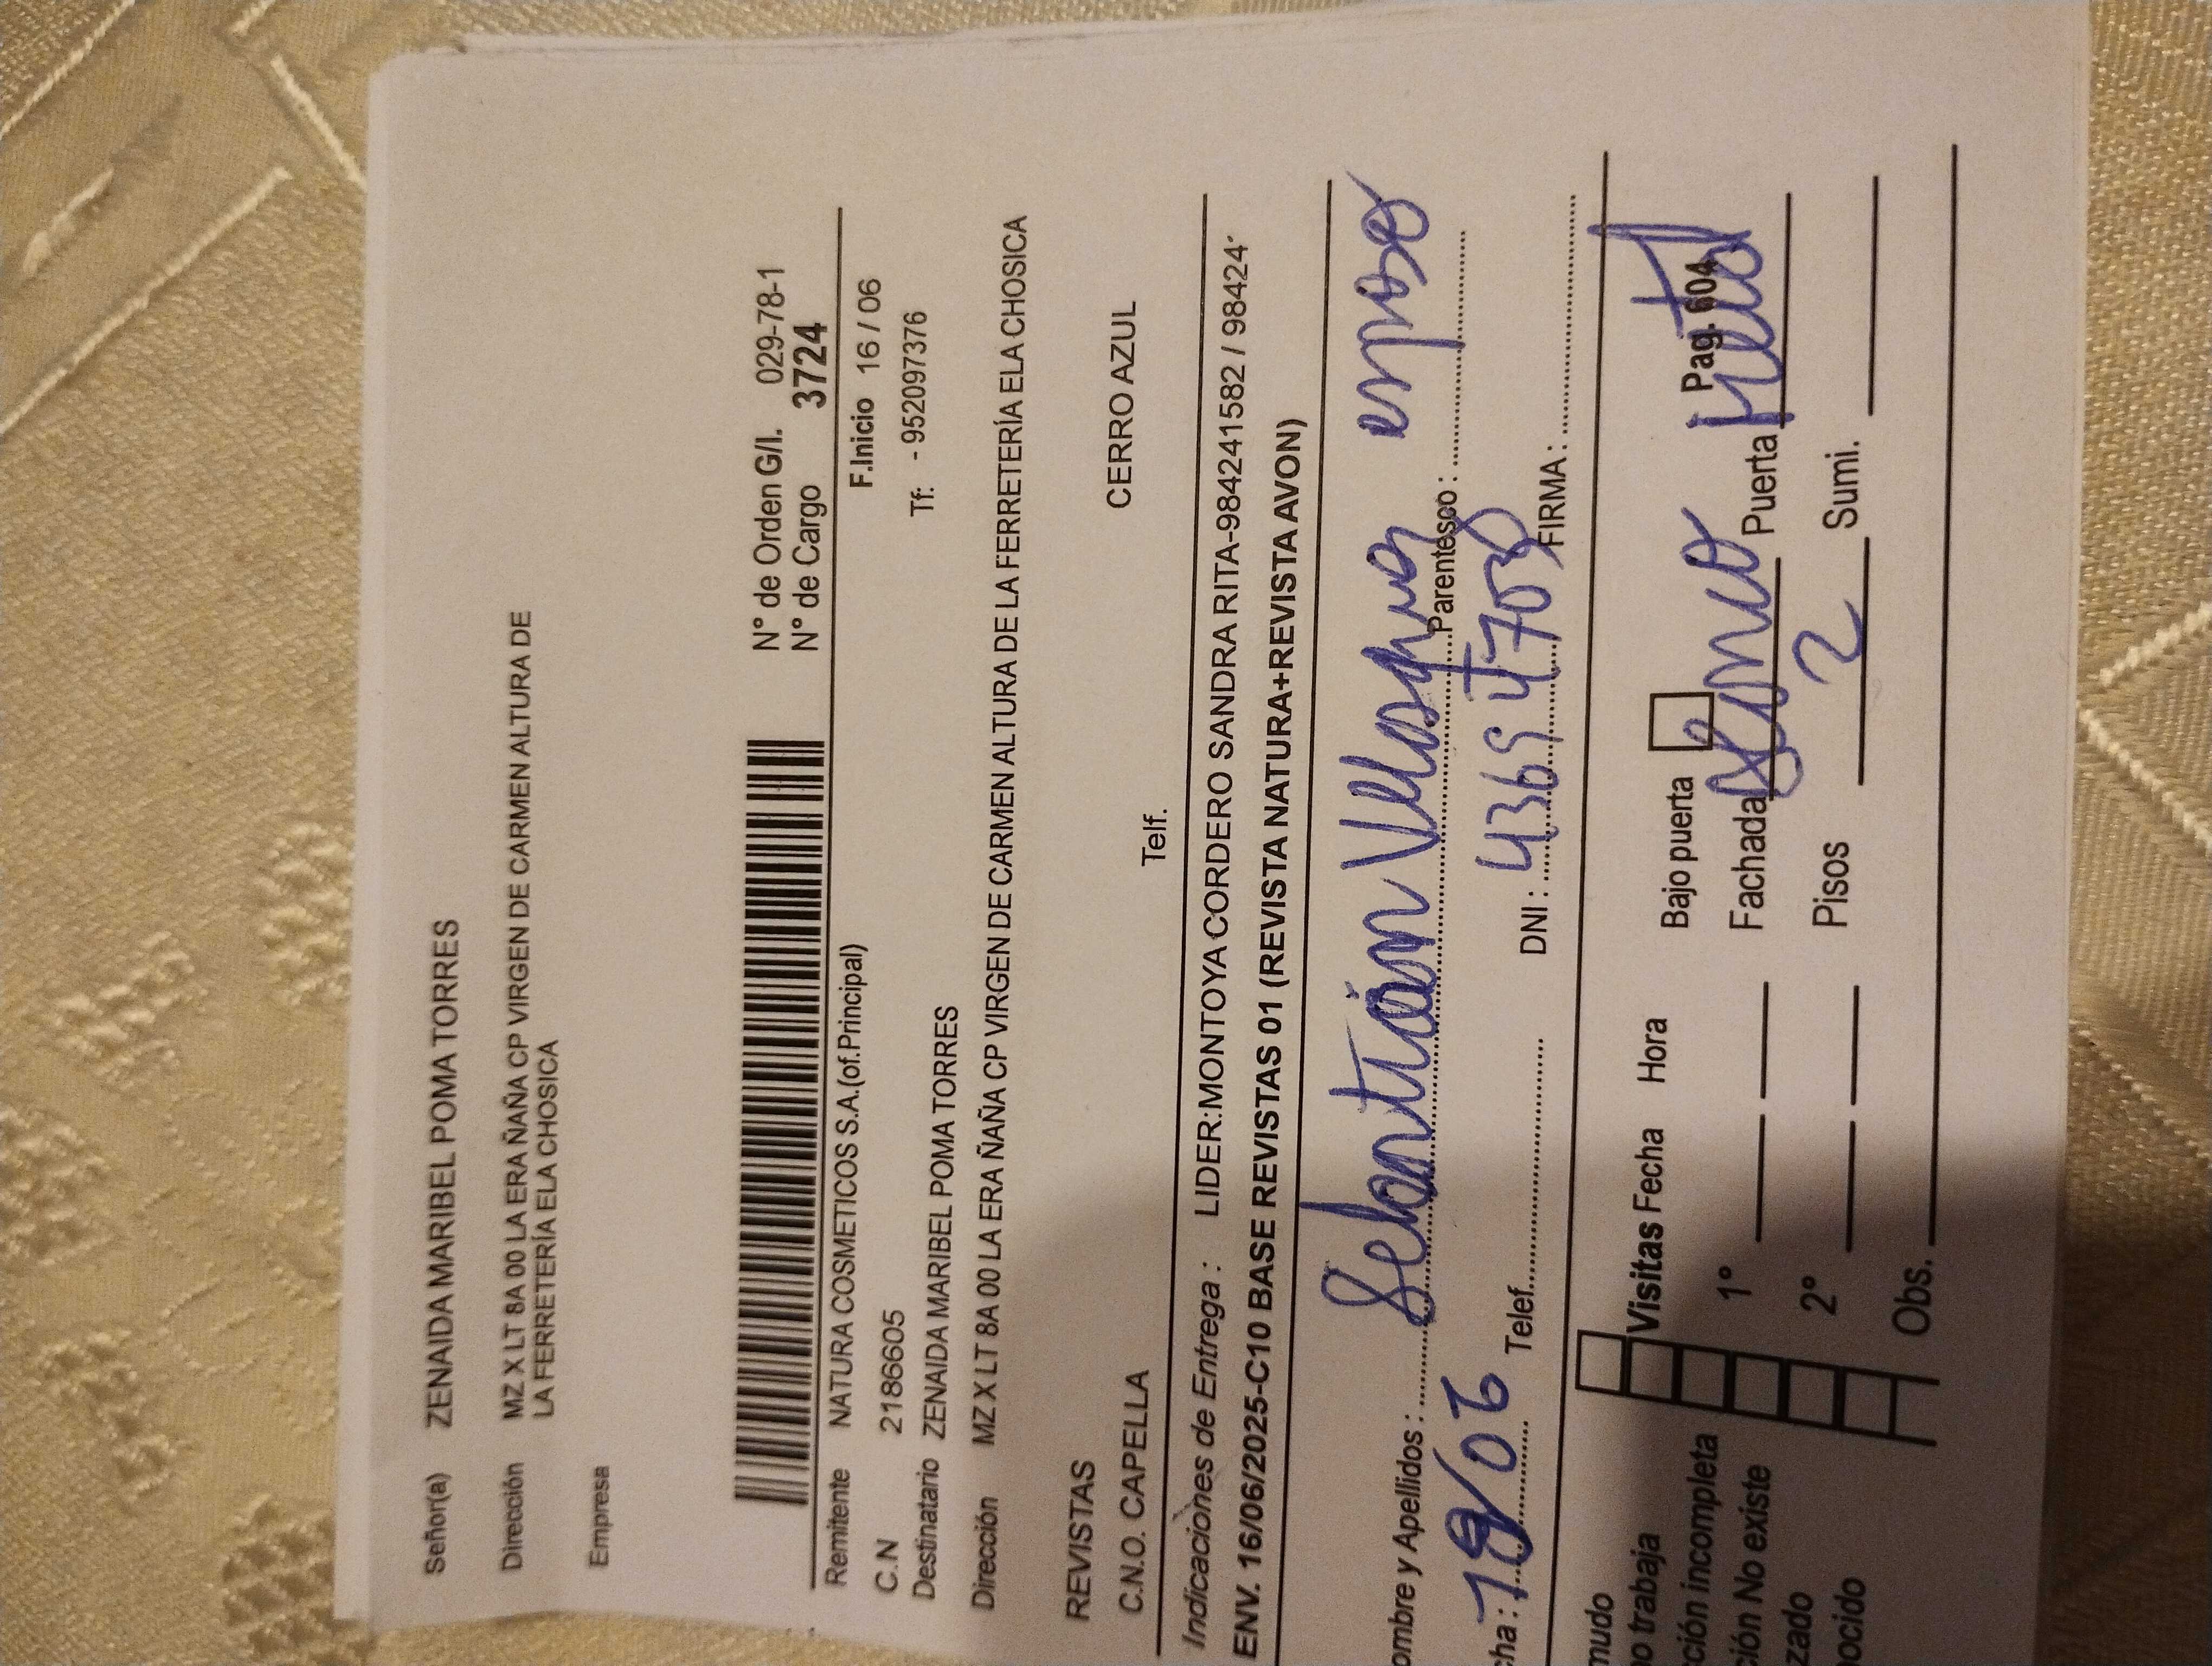 Señor(a) ZENAIDA MARIBEL POMA TORRES
Dirección MZ X LT 8A 00 LA ERA ÑAÑA CP VIRGEN DE CARMEN ALTURA DE
LA FERRETERÍA ELA CHOSICA
Empresa
N° de Orden G/I. 029-78-1
N° de Cargo 3724
Remitente NATURA COSMETICOS S.A.(of.Principal) F.Inicio 16 / 06
C.N 2186605 Tf: - 952097376
Destinatario ZENAIDA MARIBEL POMA TORRES
Dirección MZ X LT 8A 00 LA ERA ÑAÑA CP VIRGEN DE CARMEN ALTURA DE LA FERRETERÍA ELA CHOSICA
REVISTAS
C.N.O. CAPELLA Telf. CERRO AZUL
Indicaciones de Entrega : LIDER:MONTOYA CORDERO SANDRA RITA-984241582 / 98424
ENV. 16/06/2025-C10 BASE REVISTAS 01 (REVISTA NATURA+REVISTA AVON)
ombre y Apellidos : Parentesco : esposo
cha : 18/06 Telef. DNI : FIRMA :
mudo
o trabaja Visitas Fecha Hora Bajo puerta Pag. 604
cción incompleta 1° Fachada Puerta
ción No existe
zado 2° Pisos 2 Sumi.
ocido Obs.